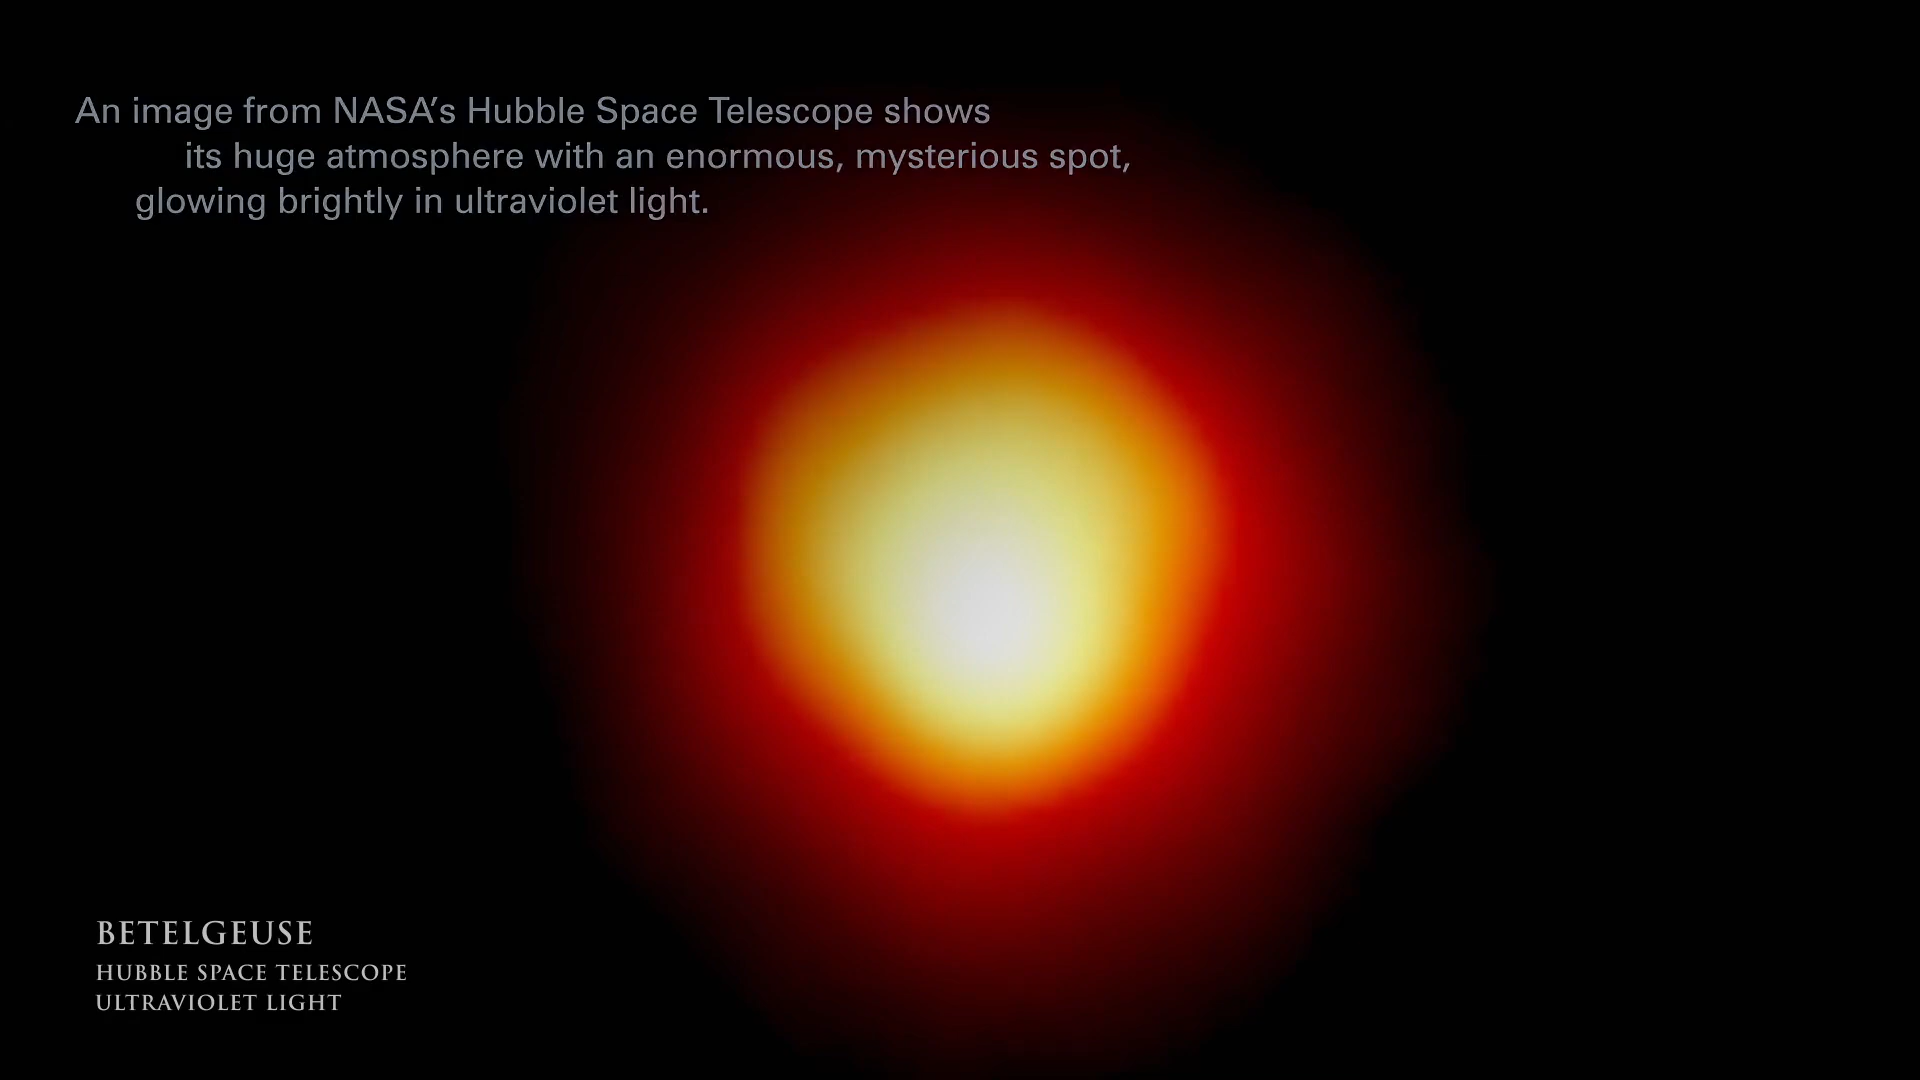 An image from NASA’s Hubble Space Telescope shows
its huge atmosphere with an enormous, mysterious spot,
glowing brightly in ultraviolet light.
BETELGEUSE
HUBBLE SPACE TELESCOPE
ULTRAVIOLET LIGHT